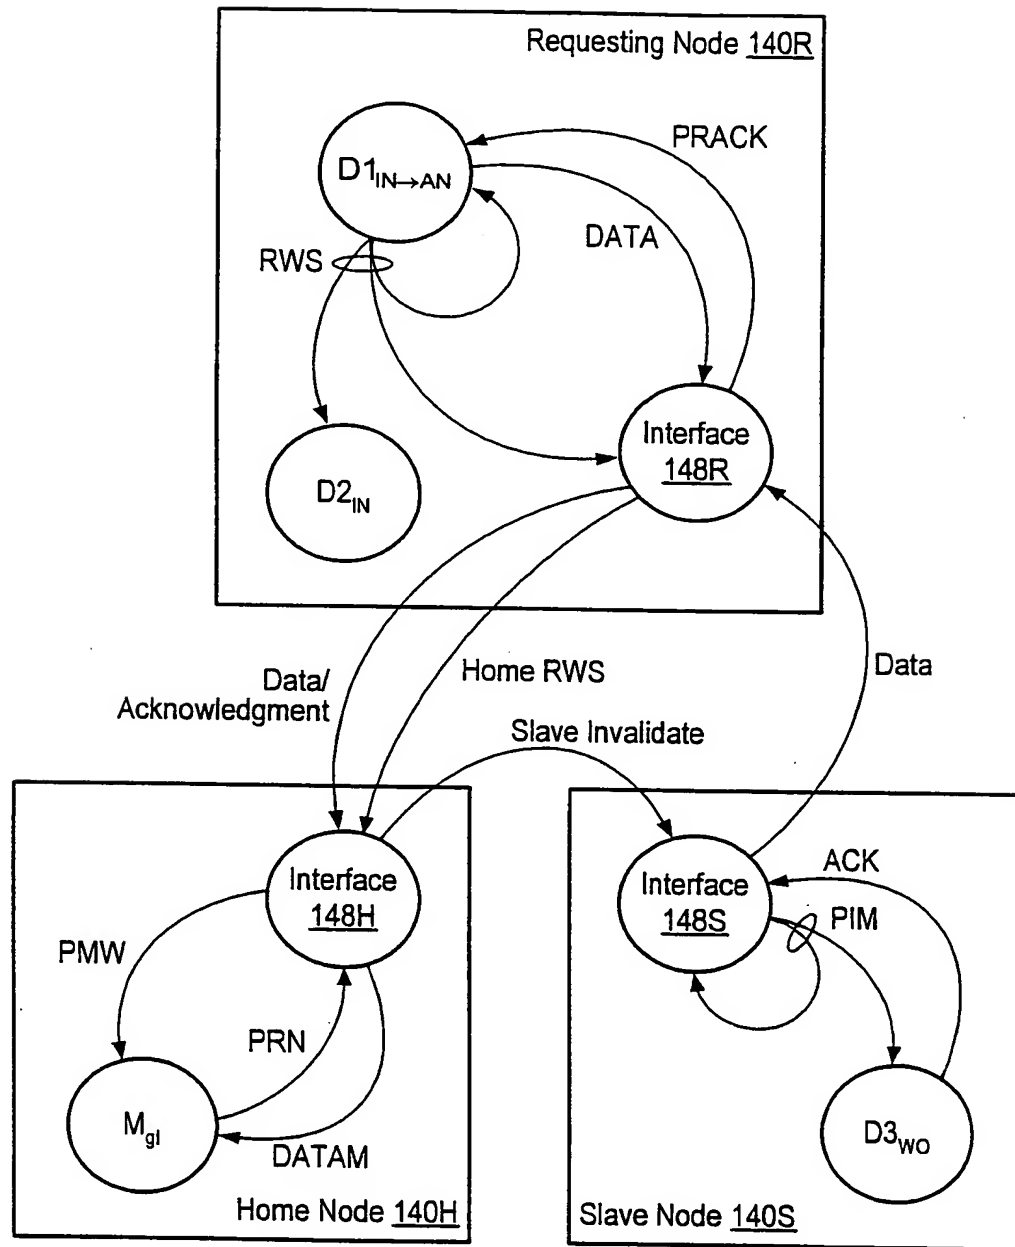 Requesting Node 140R
PRACK
D1IN→AN
DATA
RWS
Interface
148R
D2IN
Data/
Acknowledgment
Home RWS
Data
Slave Invalidate
Interface
148H
Interface
148S
ACK
PIM
PMW
PRN
Mgl
DATAM
D3WO
Home Node 140H
Slave Node 140S